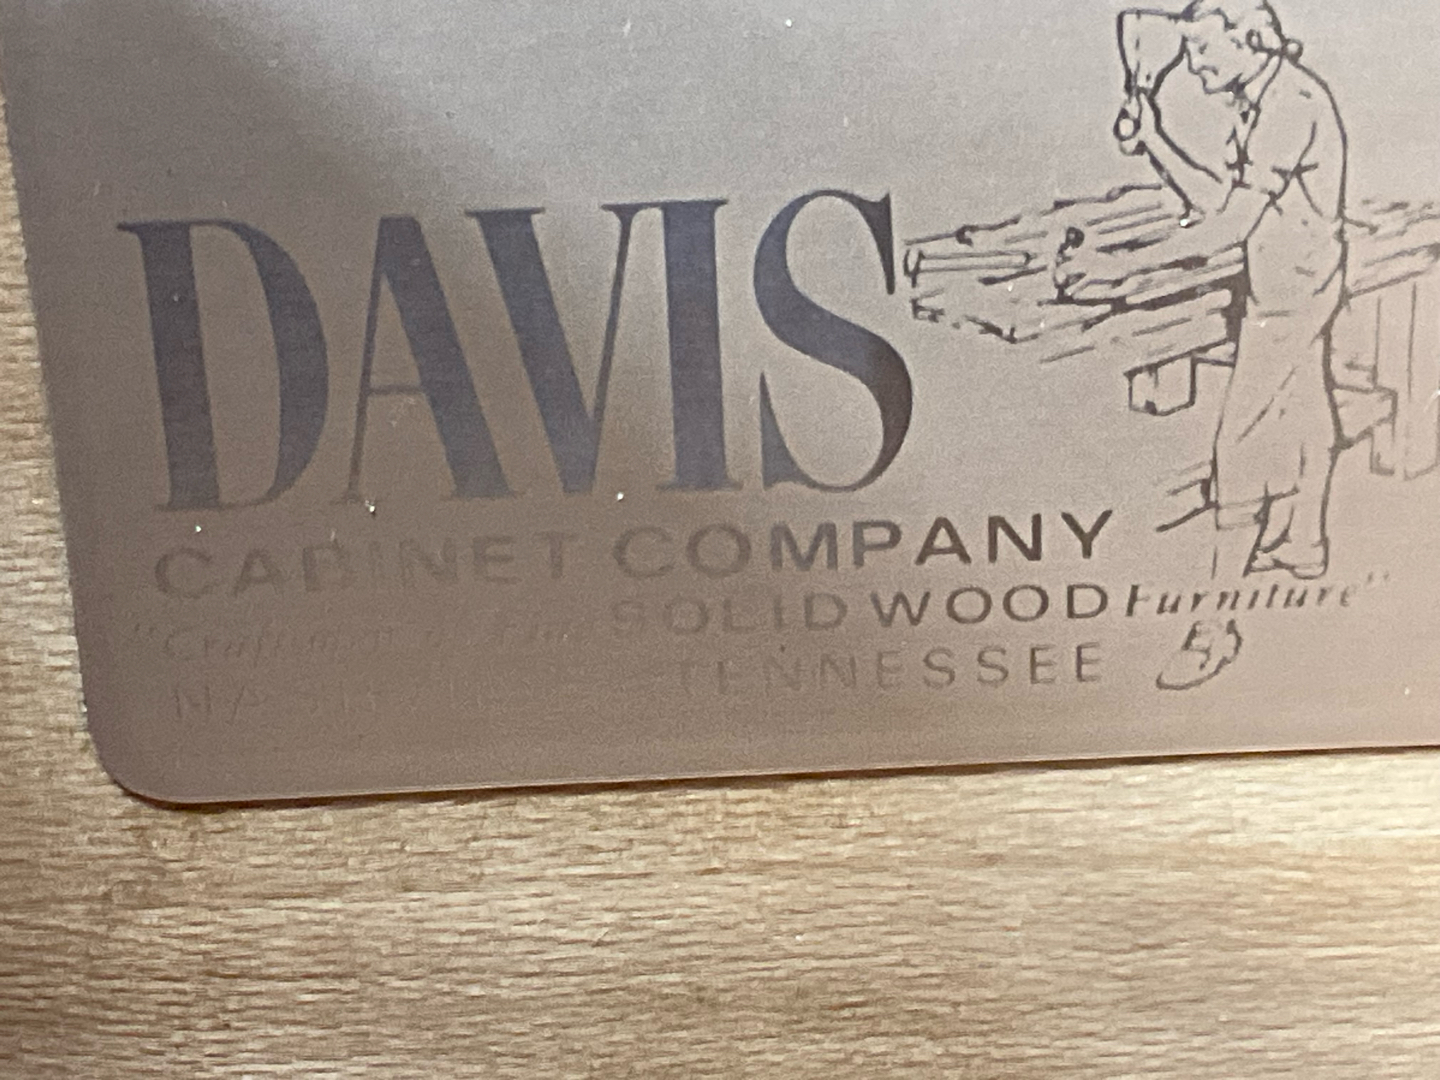 DAVIS
CABINET COMPANY
SOLID WOOD Furniture"
TENNESSEE